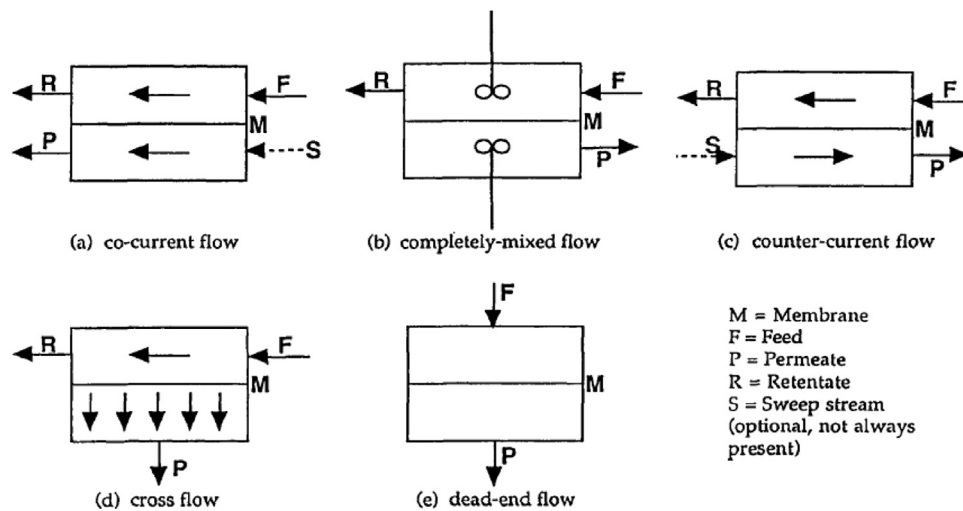 R
F
M
P
S
(a) co-current flow
R
F
M
P
(b) completely-mixed flow
R
F
M
S
P
(c) counter-current flow
R
F
M
P
(d) cross flow
F
M
P
(e) dead-end flow
M = Membrane
F = Feed
P = Permeate
R = Retentate
S = Sweep stream
(optional, not always
present)